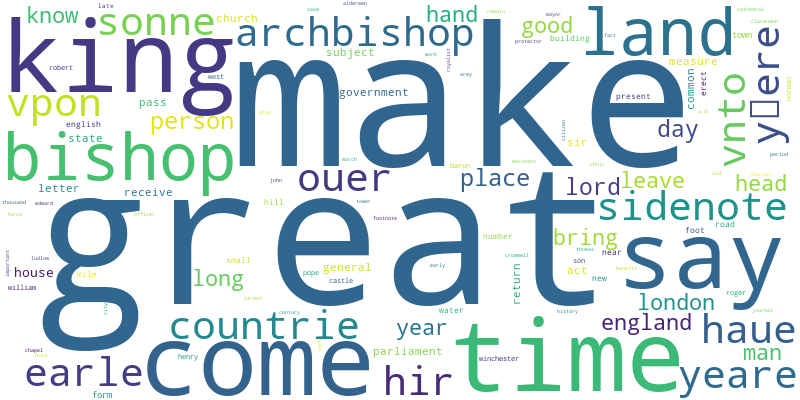 late
aldermen
mayor
cathedral
know
sonne
church
case
hand
good
remain
clarendon
archbishop
building
fact
king
robert
subject
work
protector
town
land
west
royalist
measure
vpon
pass
government
army
erect
norman
english
person
make
present
common
vnto
y▯ere
state
play
citizen
a.d
day
bishop
march
baron
sir
period
letter
receive
john
ouer
merchant
choir
place
lord
leave
old
head
thousand
edward
officer
hill
tower
footnote
bring
sidenote
force
great
number
thomas
foot
road
important
ludlow
small
pope
general
early
cromwell
son
near
say
house
mile
long
castle
act
new
benefit
william
city
street
century
water
return
london
roger
journal
countrie
year
history
england
haue
chapel
henry
parliament
winchester
time
man
earle
come
hir
yeare
form